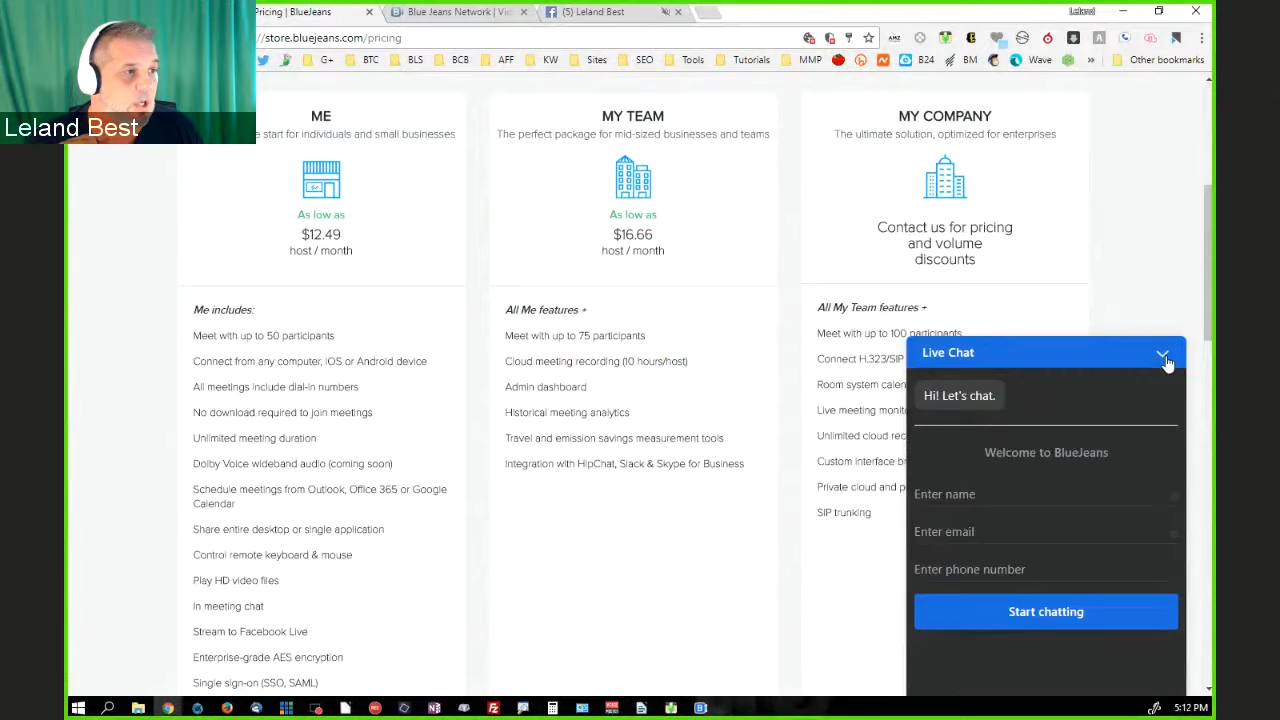 Pricing | BlueJeans
Blue Jeans Network | Vid
(5) Leland Best
Leland
//store.bluejeans.com/pricing
G+
BTC
BLS
BCB
AFF
KW
Sites
SEO
Tools
MMP
Tutorials
B24
BM
Wave
Other bookmarks
Leland Best
ME
start for individuals and small businesses
As low as
$12.49
host / month
Me includes:
Meet with up to 50 participants
Connect from any computer, iOS or Android device
All meetings include dial-in numbers
No download required to join meetings
Unlimited meeting duration
Dolby Voice wideband audio (coming soon)
Schedule meetings from Outlook, Office 365 or Google
Calendar
Share entire desktop or single application
Control remote keyboard & mouse
Play HD video files
In meeting chat
Stream to Facebook Live
Enterprise-grade AES encryption
Single sign-on (SSO, SAML)
MY TEAM
The perfect package for mid-sized businesses and teams
As low as
$16.66
host / month
All Me features +
Meet with up to 75 participants
Cloud meeting recording (10 hours/host)
Admin dashboard
Historical meeting analytics
Travel and emission savings measurement tools
Integration with HipChat, Slack & Skype for Business
MY COMPANY
The ultimate solution, optimized for enterprises
Contact us for pricing
and volume
discounts
All My Team features +
Meet with up to 100 participants
Connect H.323/SIP
Room system
Live meeting
Unlimited cloud
Custom interface
Private cloud and
SIP trunking
Live Chat
Hi! Let's chat.
Welcome to BlueJeans
Enter name
Enter email
Enter phone number
Start chatting
5:12 PM